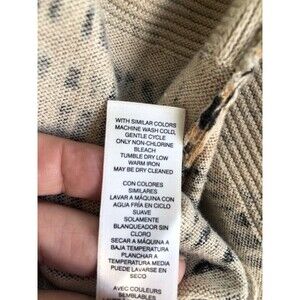 WITH SIMILAR COLORS
MACHINE WASH COLD,
GENTLE CYCLE
ONLY NON-CHLORINE
BLEACH
TUMBLE DRY LOW
WARM IRON
MAY BE DRY CLEANED
CON COLORES
SIMILARES
LAVAR A MÁQUINA CON
AGUA FRIA EN CICLO
SUAVE
SOLAMENTE
BLANQUEADOR SIN
CLORO
SECAR A MÁQUINA A
BAJA TEMPERATURA
PLANCHAR A
TEMPERATURA MEDIA
PUEDE LAVARSE EN
SECO
AVEC COULEURS
SEMBLABLES